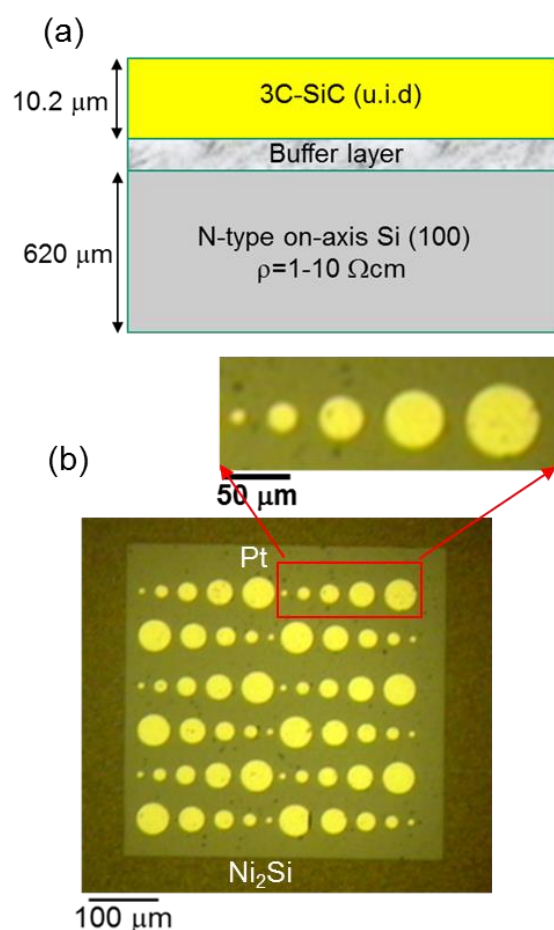 (a)
10.2 μm
3C-SiC (u.i.d)
Buffer layer
620 μm
N-type on-axis Si (100)
ρ=1-10 Ωcm
(b)
50 μm
Pt
Ni₂Si
100 μm